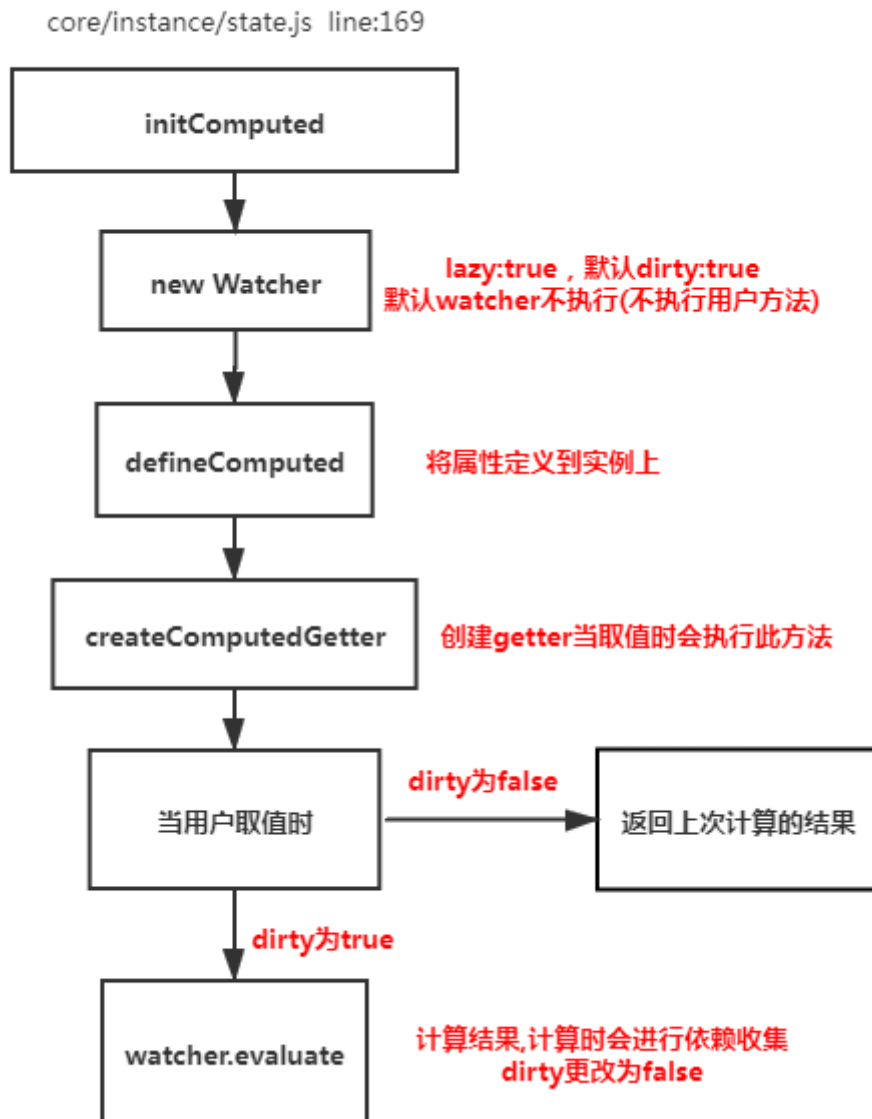 core/instance/state.js line:169
initComputed
new Watcher
lazy:true，默认dirty:true
默认watcher不执行(不执行用户方法)
defineComputed
将属性定义到实例上
createComputedGetter
创建getter当取值时会执行此方法
当用户取值时
dirty为false
返回上次计算的结果
dirty为true
watcher.evaluate
计算结果,计算时会进行依赖收集
dirty更改为false